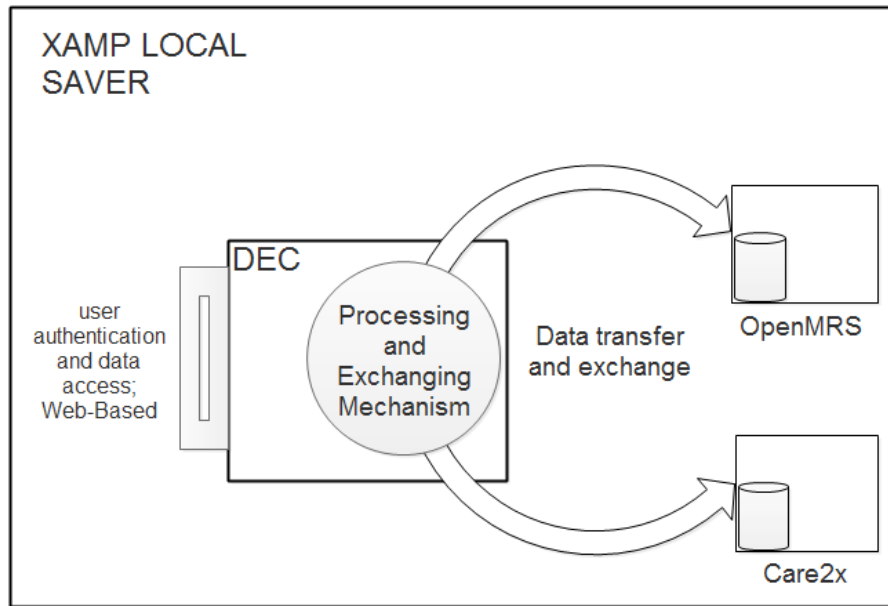 XAMP LOCAL
SAVER
DEC
user
authentication
and data
access;
Web-Based
Processing
and
Exchanging
Mechanism
Data transfer
and exchange
OpenMRS
Care2x